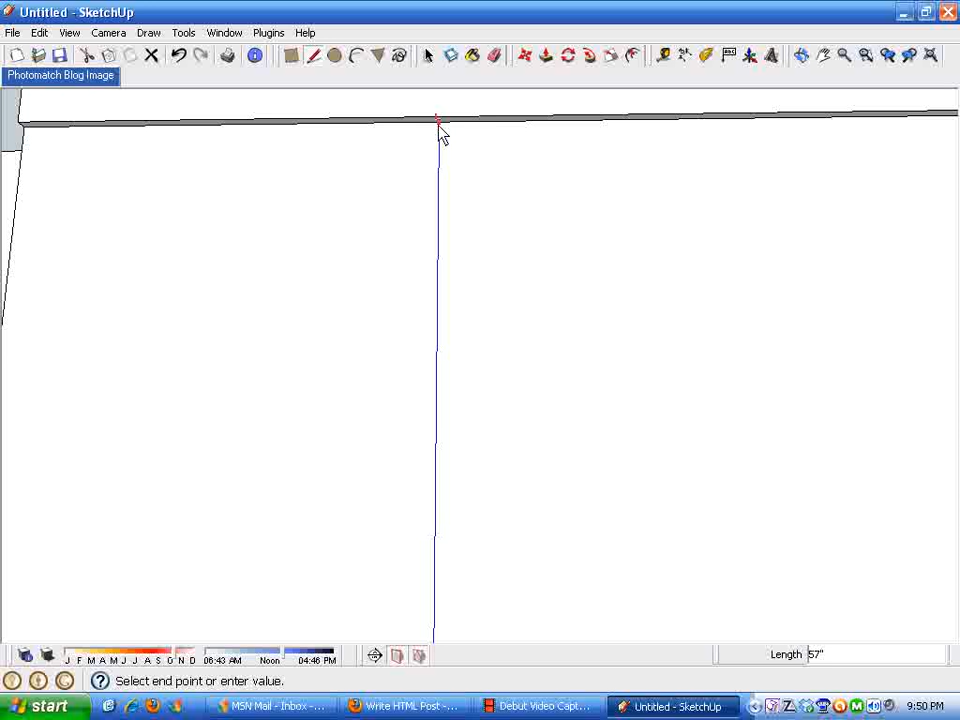 Untitled - SketchUp
File Edit View Camera Draw Tools Window Plugins Help
Photomatch Blog Image
J F M A M J J A S O N D 06:43 AM Noon 04:46 PM Length 57"
Select end point or enter value.
start MSN Mail - Inbox -... Write HTML Post -... Debut Video Capt... Untitled - SketchUp 9:50 PM